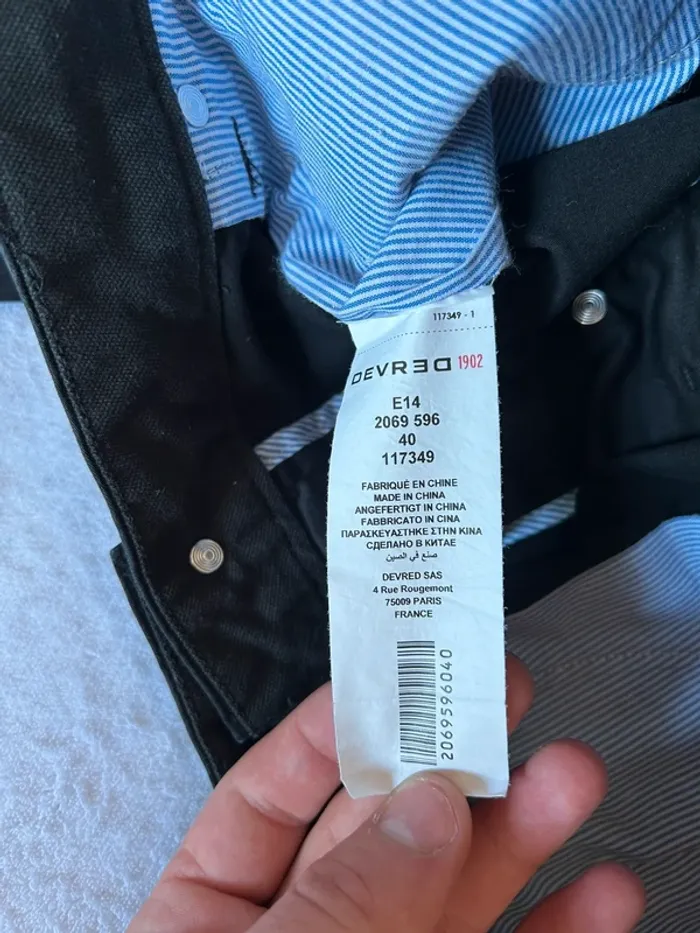 117349 - 1
DEVRED 1902
E14
2069 596
40
117349
FABRIQUÉ EN CHINE
MADE IN CHINA
ANGEFERTIGT IN CHINA
FABBRICATO IN CINA
ΠΑΡΑΣΚΕΥΑΣΤΗΚΕ ΣΤΗΝ ΚΙΝΑ
СДЕЛАНО В КИТАЕ
صنع في الصين
DEVRED SAS
4 Rue Rougemont
75009 PARIS
FRANCE
2069596040